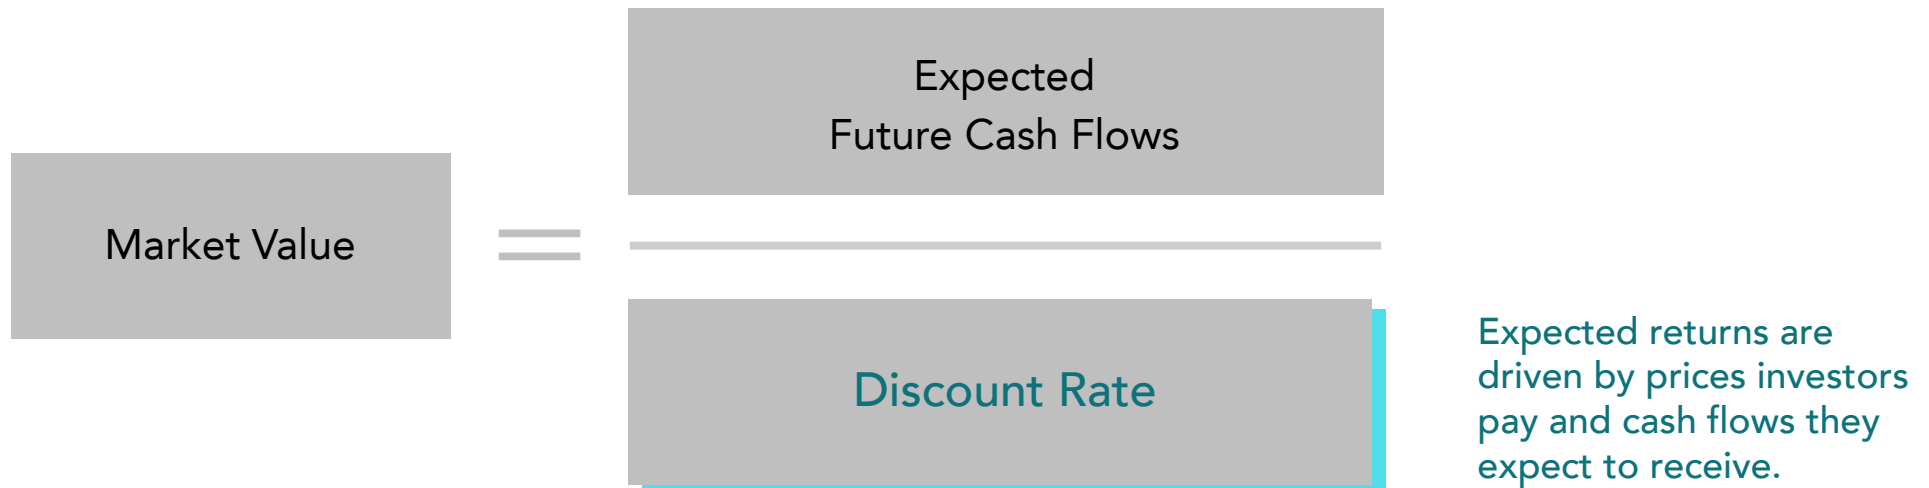 Expected
Future Cash Flows
Market Value
=
Discount Rate
Expected returns are
driven by prices investors
pay and cash flows they
expect to receive.